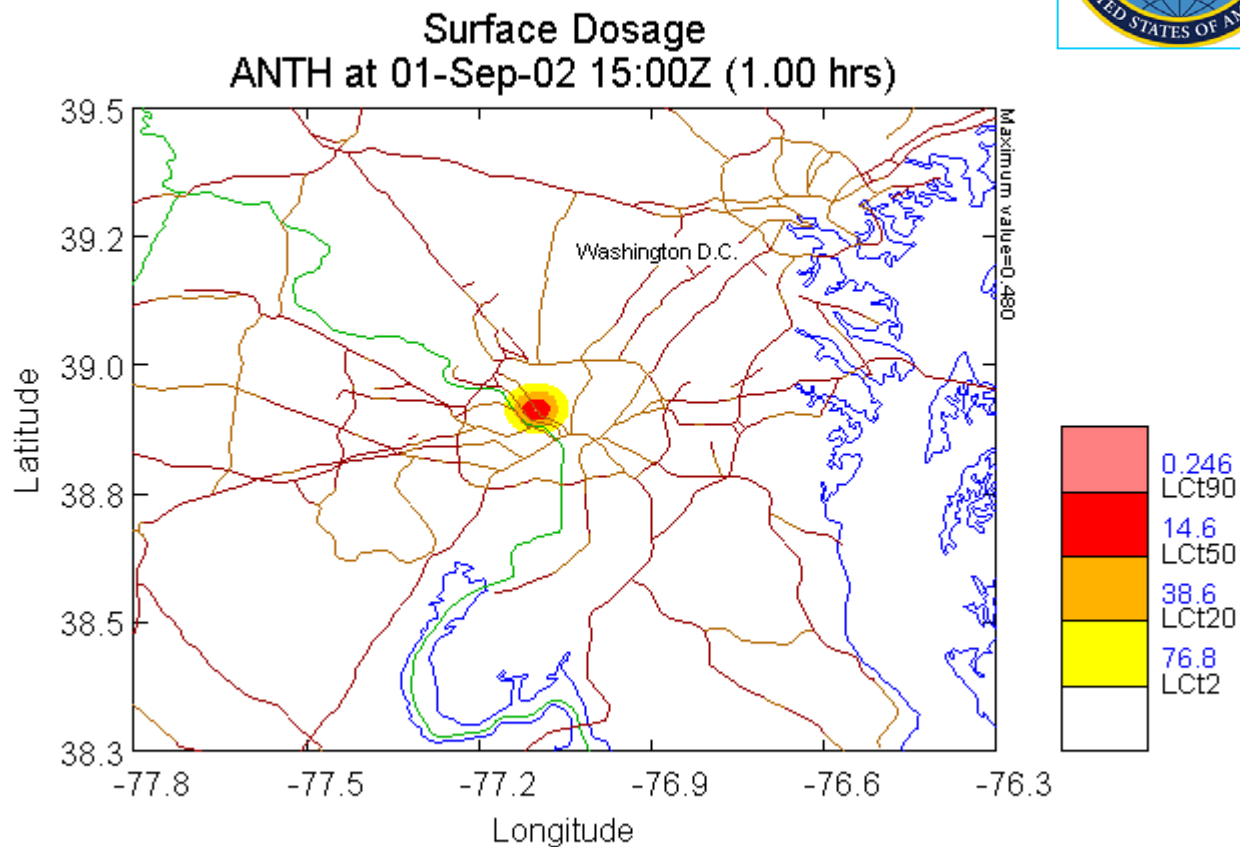 Surface Dosage
ANTH at 01-Sep-02 15:00Z (1.00 hrs)
STATES OF
39.5
39.2
39.0
38.8
38.5
38.3
Latitude
Washington D.C.
Maximum value=0.480
-77.8
-77.5
-77.2
-76.9
-76.6
-76.3
Longitude
0.246
LCt90
14.6
LCt50
38.6
LCt20
76.8
LCt2